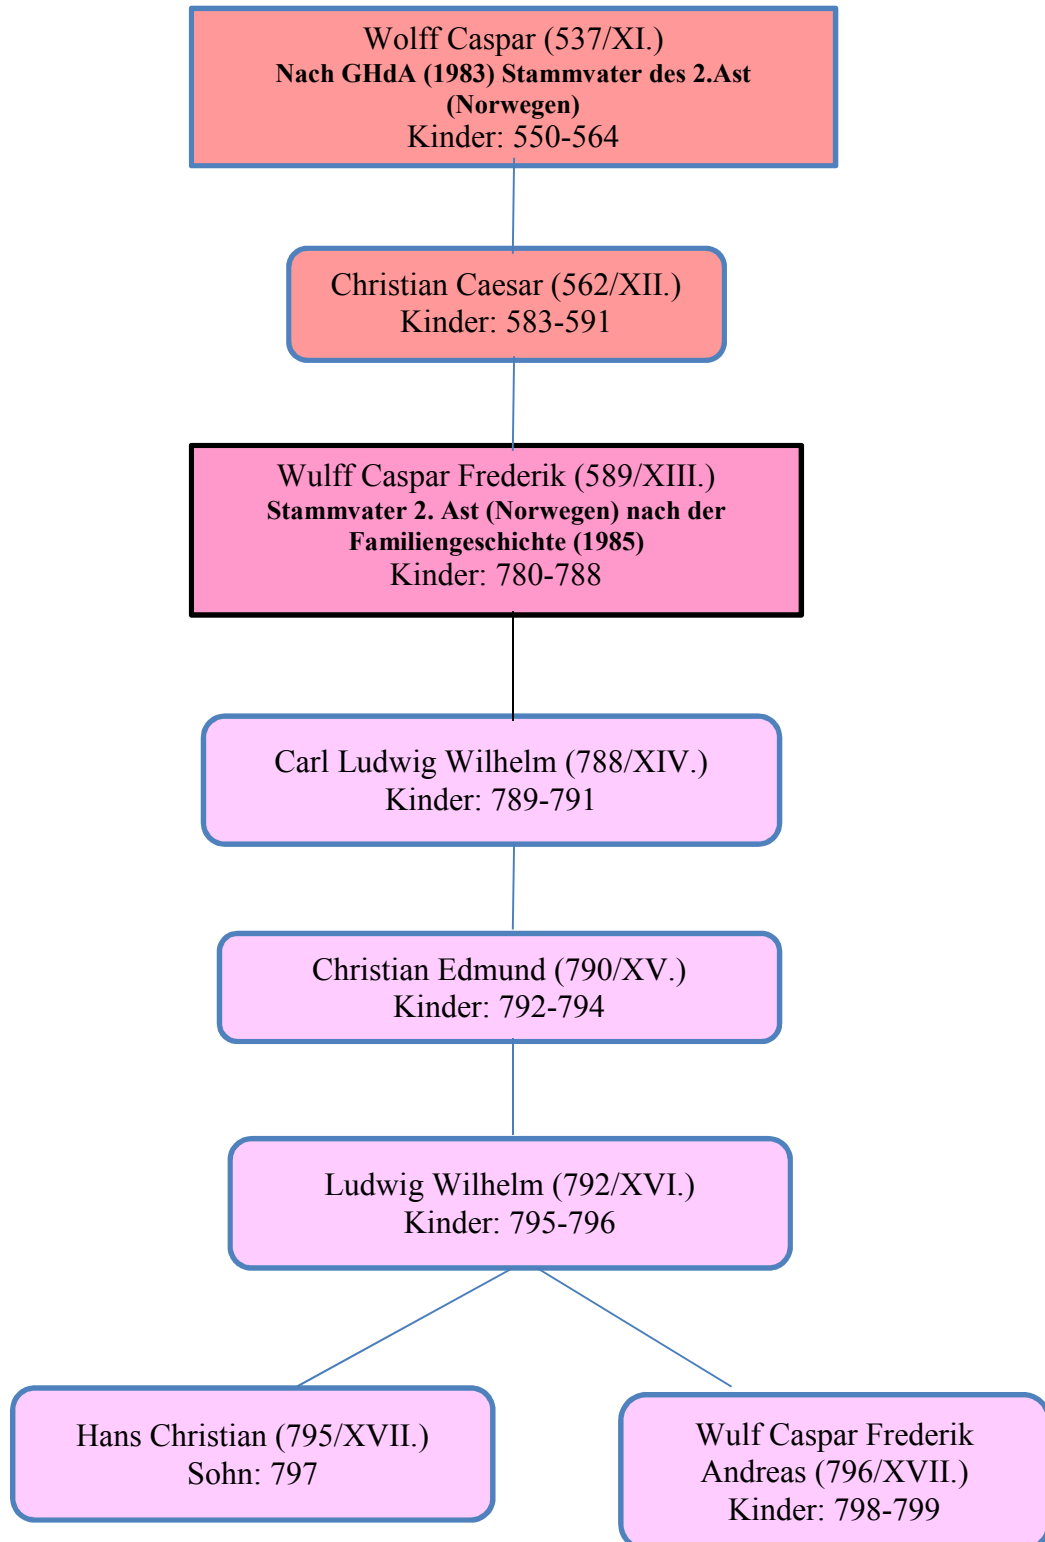 Wolff Caspar (537/XI.)
Nach GHdA (1983) Stammvater des 2.Ast
(Norwegen)
Kinder: 550-564
Christian Caesar (562/XII.)
Kinder: 583-591
Wulff Caspar Frederik (589/XIII.)
Stammvater 2. Ast (Norwegen) nach der
Familiengeschichte (1985)
Kinder: 780-788
Carl Ludwig Wilhelm (788/XIV.)
Kinder: 789-791
Christian Edmund (790/XV.)
Kinder: 792-794
Ludwig Wilhelm (792/XVI.)
Kinder: 795-796
Hans Christian (795/XVII.)
Sohn: 797
Wulf Caspar Frederik
Andreas (796/XVII.)
Kinder: 798-799